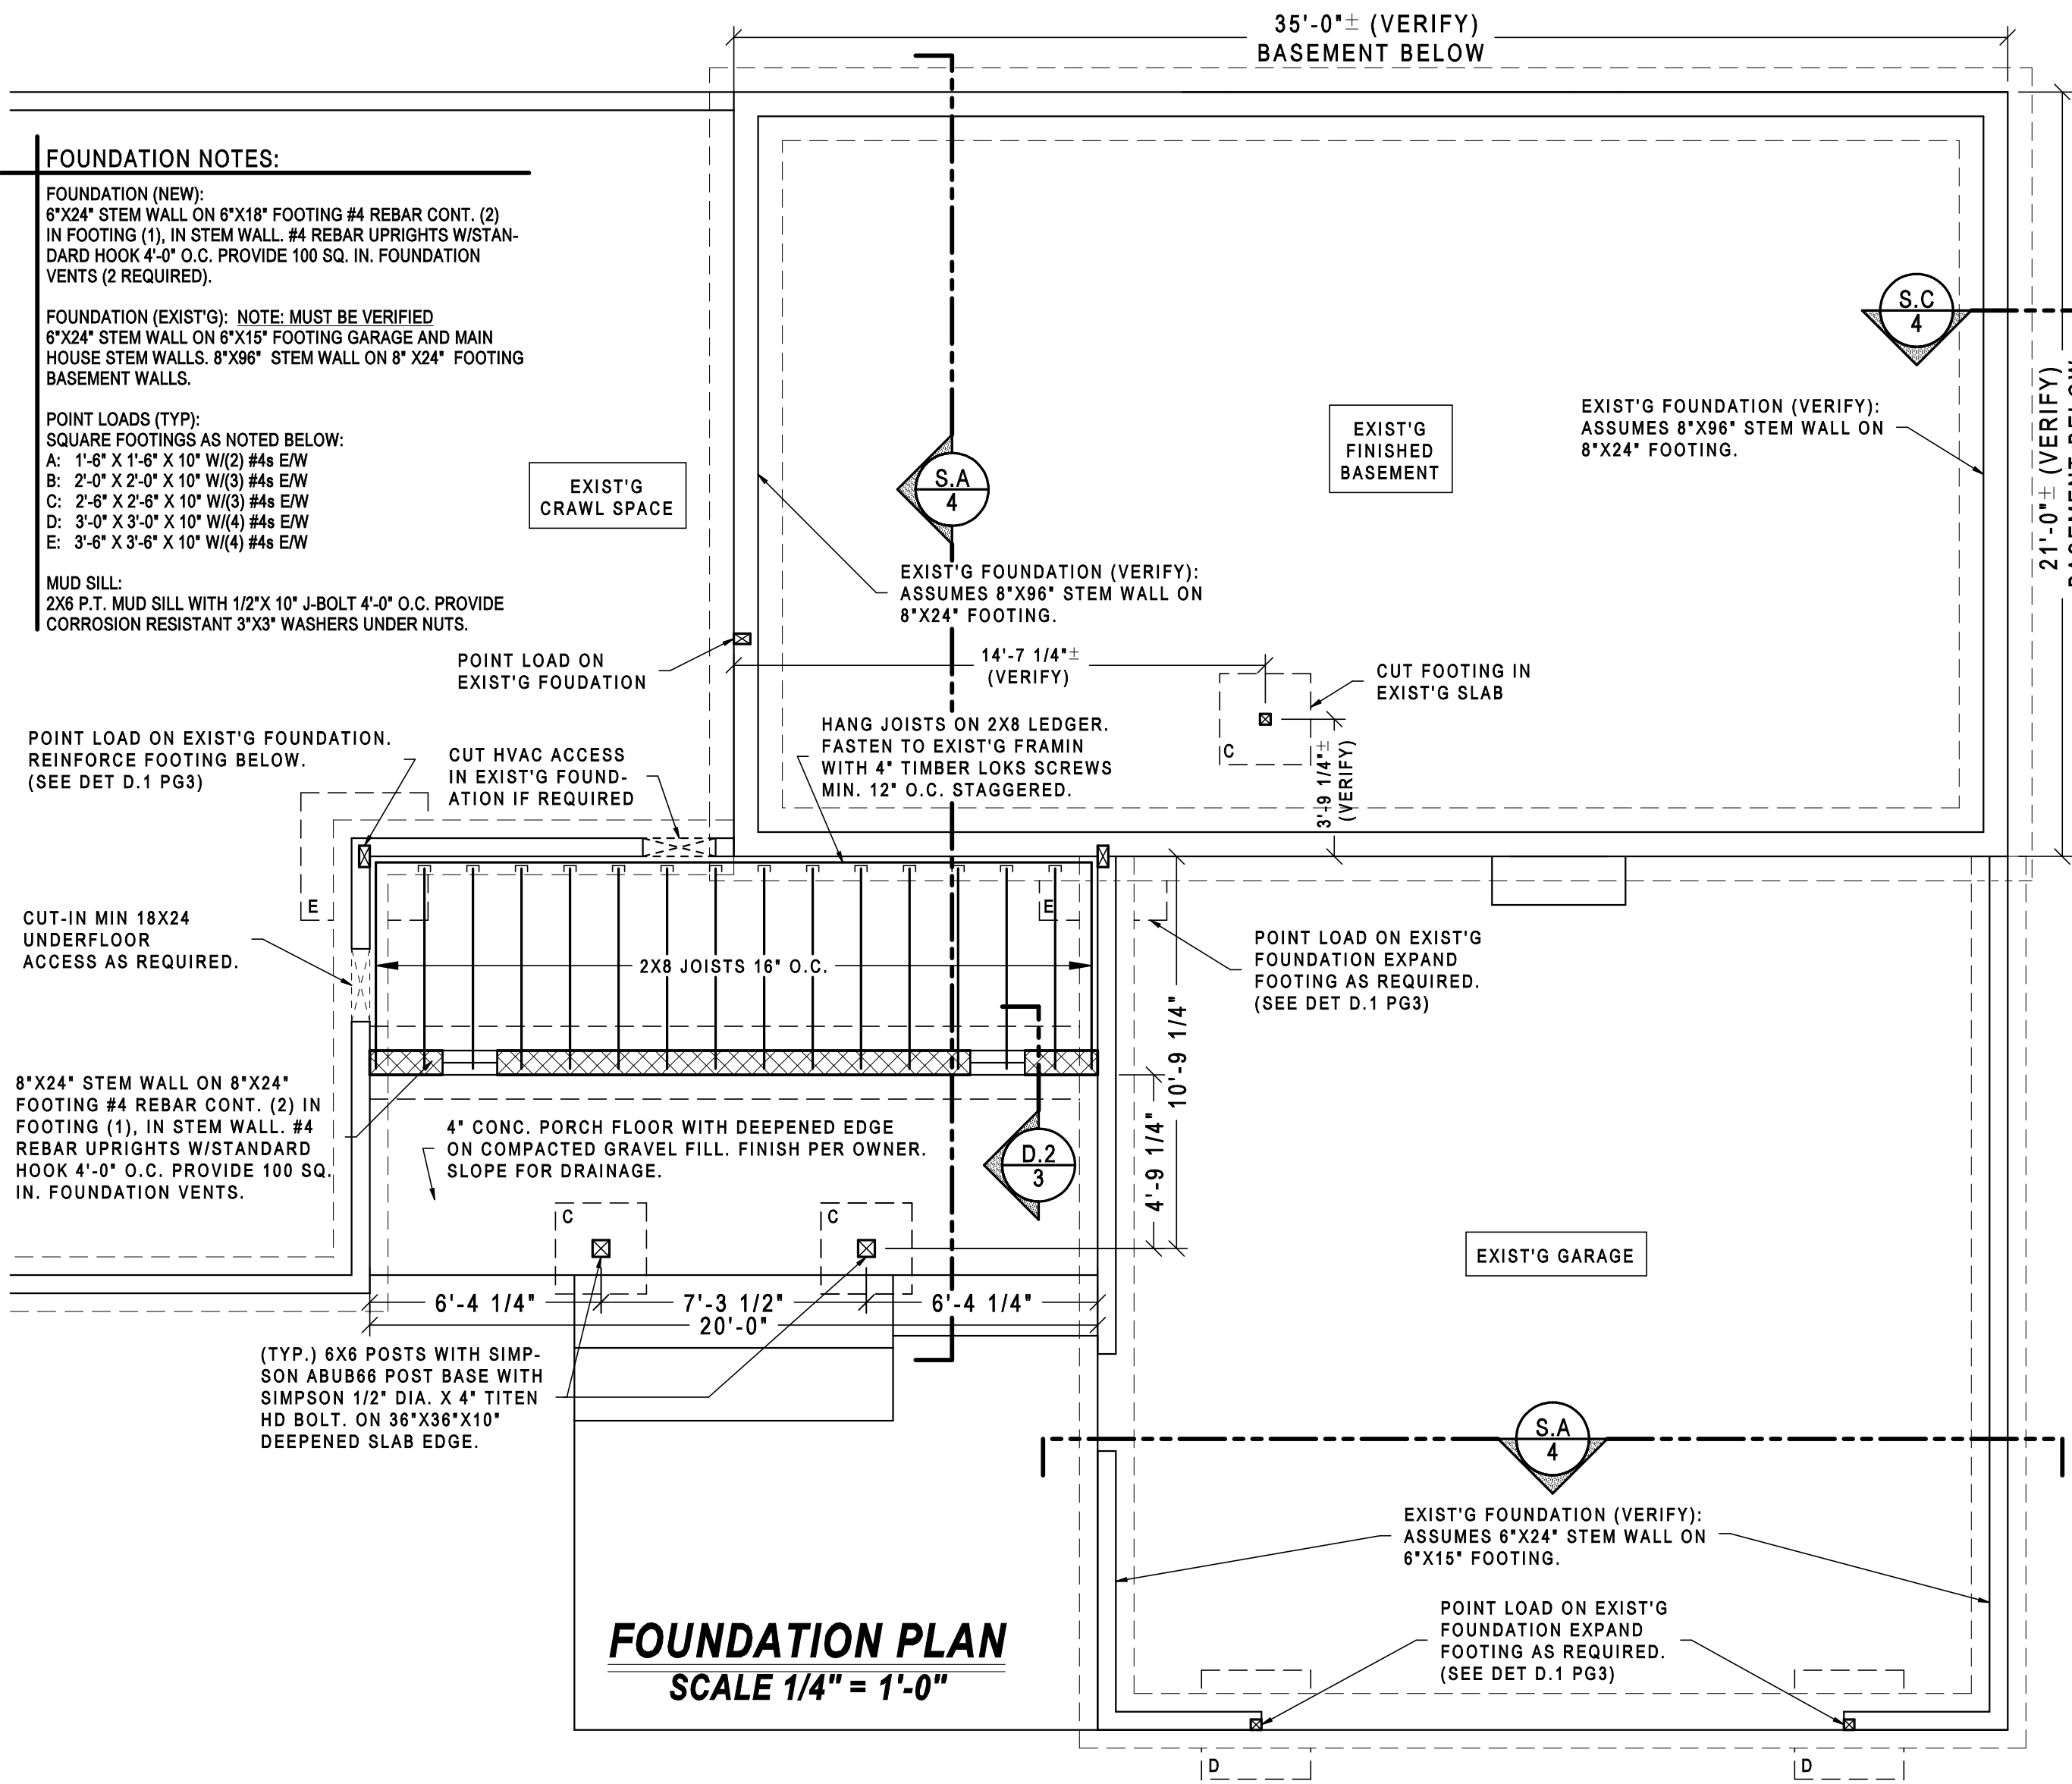 35'-0"± (VERIFY)
BASEMENT BELOW
FOUNDATION NOTES:
FOUNDATION (NEW):
6"X24" STEM WALL ON 6"X18" FOOTING #4 REBAR CONT. (2)
IN FOOTING (1), IN STEM WALL. #4 REBAR UPRIGHTS W/STAN-
DARD HOOK 4'-0" O.C. PROVIDE 100 SQ. IN. FOUNDATION
VENTS (2 REQUIRED).
FOUNDATION (EXIST'G): NOTE: MUST BE VERIFIED
6"X24" STEM WALL ON 6"X15" FOOTING GARAGE AND MAIN
HOUSE STEM WALLS. 8"X96" STEM WALL ON 8" X24" FOOTING
BASEMENT WALLS.
POINT LOADS (TYP):
SQUARE FOOTINGS AS NOTED BELOW:
A: 1'-6" X 1'-6" X 10" W/(2) #4s E/W
B: 2'-0" X 2'-0" X 10" W/(3) #4s E/W
C: 2'-6" X 2'-6" X 10" W/(3) #4s E/W
D: 3'-0" X 3'-0" X 10" W/(4) #4s E/W
E: 3'-6" X 3'-6" X 10" W/(4) #4s E/W
MUD SILL:
2X6 P.T. MUD SILL WITH 1/2"X 10" J-BOLT 4'-0" O.C. PROVIDE
CORROSION RESISTANT 3"X3" WASHERS UNDER NUTS.
EXIST'G
CRAWL SPACE
S.A
4
EXIST'G
FINISHED
BASEMENT
S.C
4
EXIST'G FOUNDATION (VERIFY):
ASSUMES 8"X96" STEM WALL ON
8"X24" FOOTING.
21'-0"± (VERIFY)
BASEMENT BELOW
EXIST'G FOUNDATION (VERIFY):
ASSUMES 8"X96" STEM WALL ON
8"X24" FOOTING.
POINT LOAD ON
EXIST'G FOUDATION
14'-7 1/4"±
(VERIFY)
CUT FOOTING IN
EXIST'G SLAB
C
3'-9 1/4"±
(VERIFY)
POINT LOAD ON EXIST'G FOUNDATION.
REINFORCE FOOTING BELOW.
(SEE DET D.1 PG3)
CUT HVAC ACCESS
IN EXIST'G FOUND-
ATION IF REQUIRED
HANG JOISTS ON 2X8 LEDGER.
FASTEN TO EXIST'G FRAMIN
WITH 4" TIMBER LOKS SCREWS
MIN. 12" O.C. STAGGERED.
E
E
CUT-IN MIN 18X24
UNDERFLOOR
ACCESS AS REQUIRED.
2X8 JOISTS 16" O.C.
POINT LOAD ON EXIST'G
FOUNDATION EXPAND
FOOTING AS REQUIRED.
(SEE DET D.1 PG3)
10'-9 1/4"
4'-9 1/4"
8"X24" STEM WALL ON 8"X24"
FOOTING #4 REBAR CONT. (2) IN
FOOTING (1), IN STEM WALL. #4
REBAR UPRIGHTS W/STANDARD
HOOK 4'-0" O.C. PROVIDE 100 SQ.
IN. FOUNDATION VENTS.
4" CONC. PORCH FLOOR WITH DEEPENED EDGE
ON COMPACTED GRAVEL FILL. FINISH PER OWNER.
SLOPE FOR DRAINAGE.
D.2
3
C
C
EXIST'G GARAGE
6'-4 1/4"
7'-3 1/2"
6'-4 1/4"
20'-0"
(TYP.) 6X6 POSTS WITH SIMP-
SON ABUB66 POST BASE WITH
SIMPSON 1/2" DIA. X 4" TITEN
HD BOLT. ON 36"X36"X10"
DEEPENED SLAB EDGE.
S.A
4
EXIST'G FOUNDATION (VERIFY):
ASSUMES 6"X24" STEM WALL ON
6"X15" FOOTING.
POINT LOAD ON EXIST'G
FOUNDATION EXPAND
FOOTING AS REQUIRED.
(SEE DET D.1 PG3)
FOUNDATION PLAN
SCALE 1/4" = 1'-0"
D
D